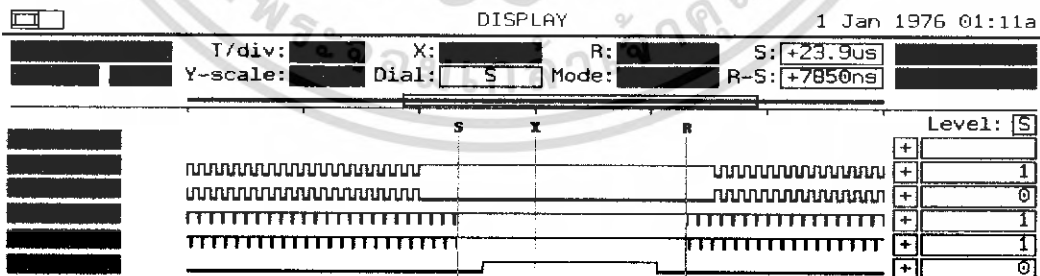 DISPLAY 1 Jan 1976 01:11a
T/div: X: R: S: +23.9us
Y-scale: Dial: S Mode: R-S: +7850ns
Level: S
S X R
+
+ 1
+ 0
+ 1
+ 1
+ 0